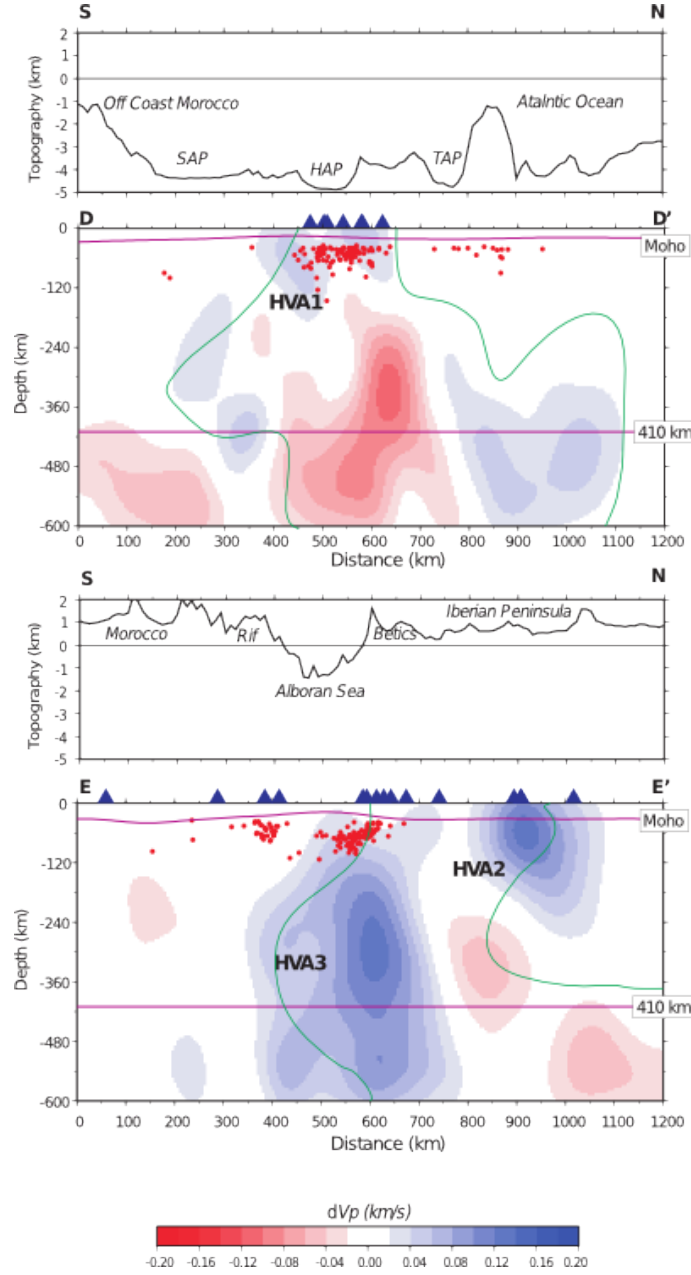 S N
2
1
0
-1
-2
-3
-4
-5
Topography (km)
Off Coast Morocco
SAP
HAP
TAP
Atalntic Ocean
D D’
0
-120
-240
-360
-480
-600
Depth (km)
Moho
HVA1
410 km
0 100 200 300 400 500 600 700 800 900 1000 1100 1200
Distance (km)
S N
2
1
0
-1
-2
-3
-4
-5
Topography (km)
Morocco
Rif
Alboran Sea
Betics
Iberian Peninsula
E E’
0
-120
-240
-360
-480
-600
Depth (km)
Moho
HVA2
HVA3
410 km
0 100 200 300 400 500 600 700 800 900 1000 1100 1200
Distance (km)
dVp (km/s)
-0.20 -0.16 -0.12 -0.08 -0.04 0.00 0.04 0.08 0.12 0.16 0.20